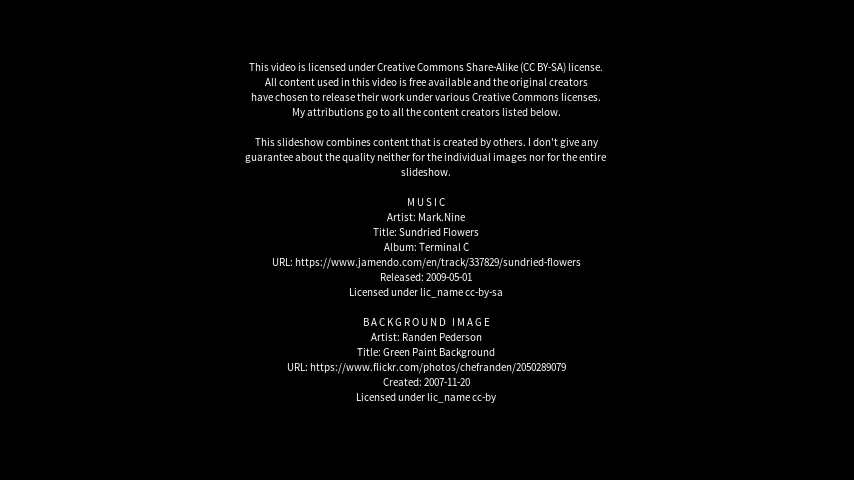 This video is licensed under Creative Commons Share-Alike (CC BY-SA) license.
All content used in this video is free available and the original creators
have chosen to release their work under various Creative Commons licenses.
My attributions go to all the content creators listed below.
This slideshow combines content that is created by others. I don't give any
guarantee about the quality neither for the individual images nor for the entire
slideshow.
M U S I C
Artist: Mark.Nine
Title: Sundried Flowers
Album: Terminal C
URL: https://www.jamendo.com/en/track/337829/sundried-flowers
Released: 2009-05-01
Licensed under lic_name cc-by-sa
B A C K G R O U N D  I M A G E
Artist: Randen Pederson
Title: Green Paint Background
URL: https://www.flickr.com/photos/chefranden/2050289079
Created: 2007-11-20
Licensed under lic_name cc-by